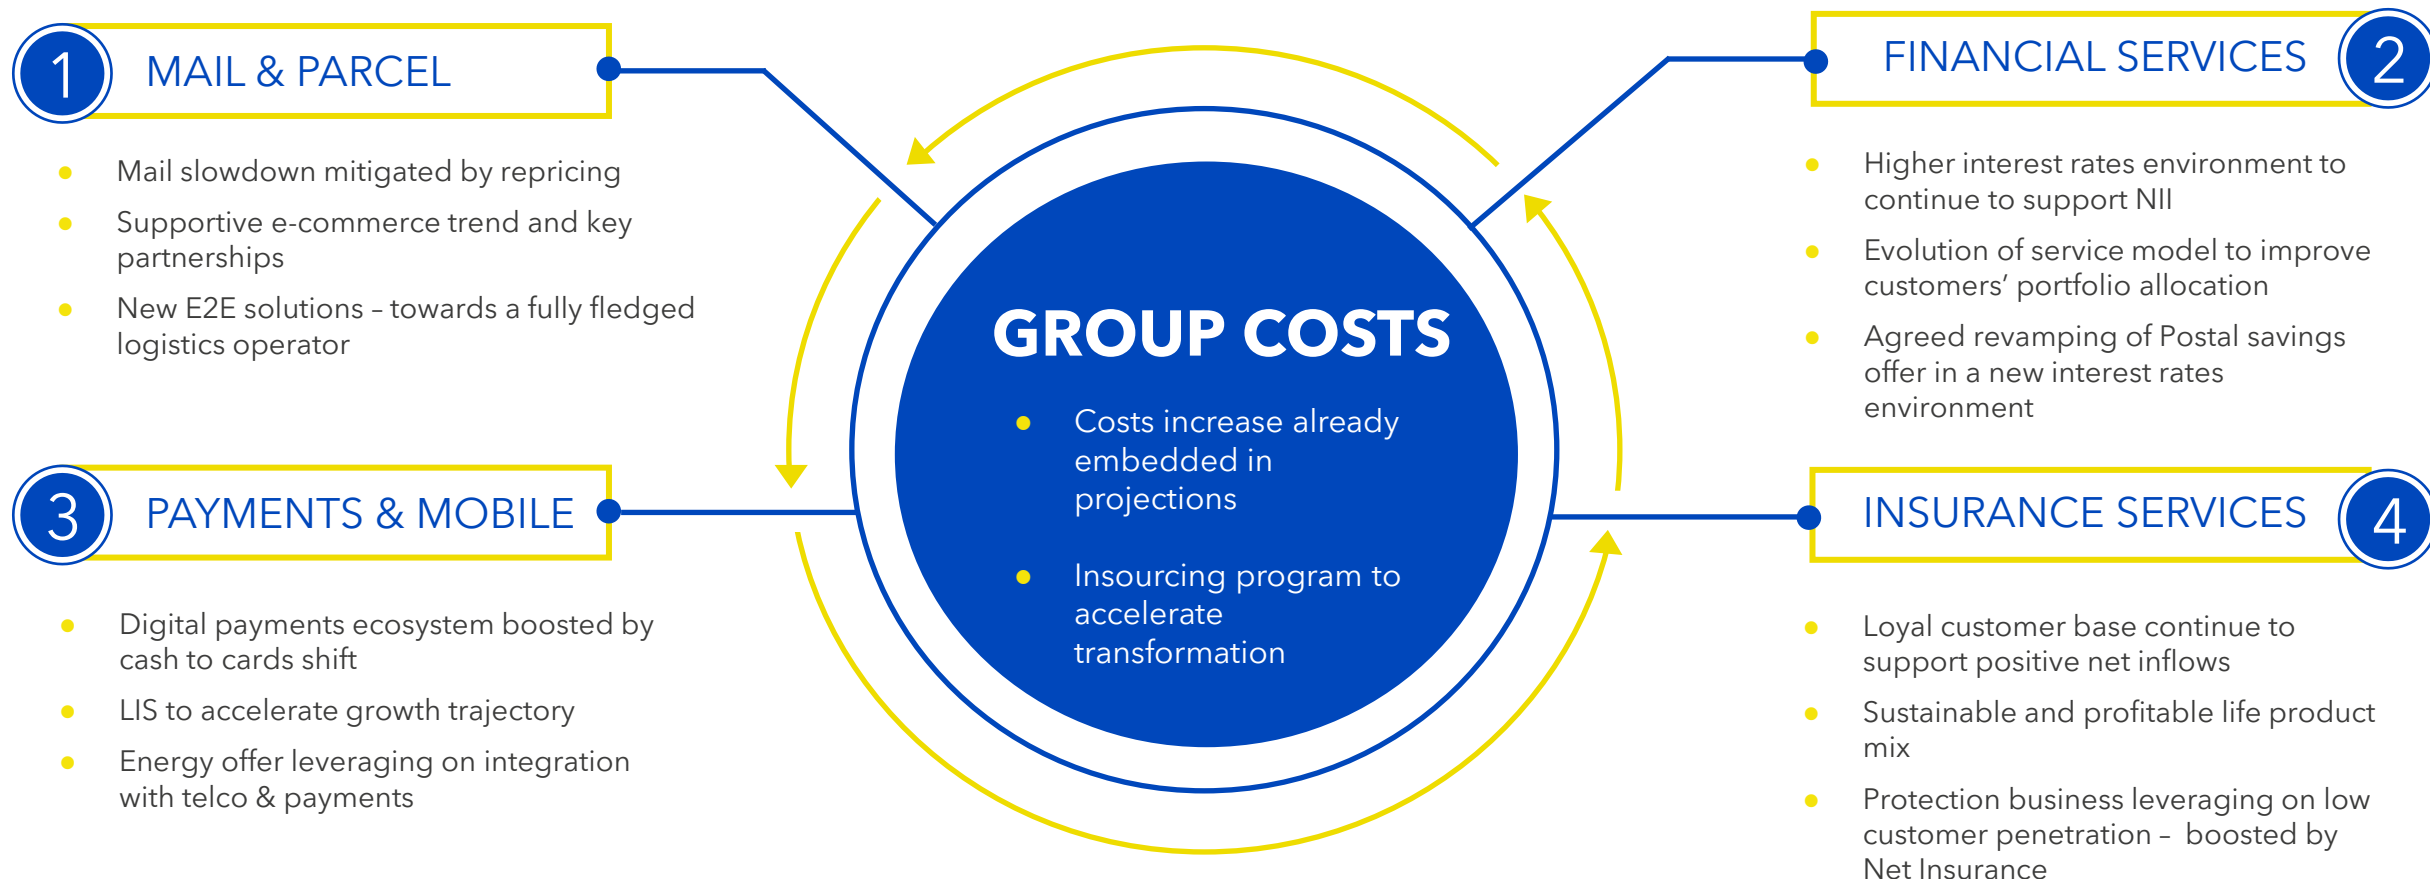 1 MAIL & PARCEL
Mail slowdown mitigated by repricing
Supportive e-commerce trend and key
partnerships
New E2E solutions – towards a fully fledged
logistics operator
FINANCIAL SERVICES 2
Higher interest rates environment to
continue to support NII
Evolution of service model to improve
customers’ portfolio allocation
Agreed revamping of Postal savings
offer in a new interest rates
environment
GROUP COSTS
Costs increase already
embedded in
projections
Insourcing program to
accelerate
transformation
3 PAYMENTS & MOBILE
Digital payments ecosystem boosted by
cash to cards shift
LIS to accelerate growth trajectory
Energy offer leveraging on integration
with telco & payments
INSURANCE SERVICES 4
Loyal customer base continue to
support positive net inflows
Sustainable and profitable life product
mix
Protection business leveraging on low
customer penetration – boosted by
Net Insurance